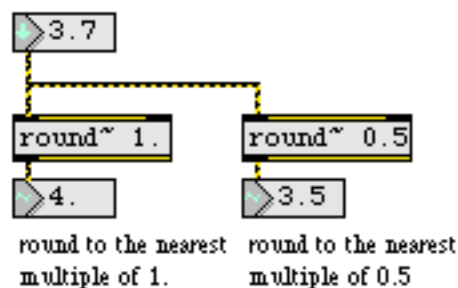 3.7
round~ 1. round~ 0.5
4. 3.5
round to the nearest round to the nearest
multiple of 1. multiple of 0.5